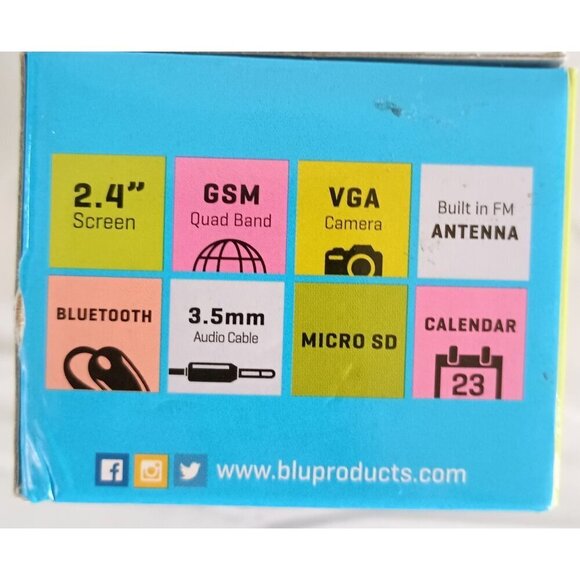 2.4”
Screen
GSM
Quad Band
VGA
Camera
Built in FM
ANTENNA
BLUETOOTH
3.5mm
Audio Cable
MICRO SD
CALENDAR
23
www.bluproducts.com